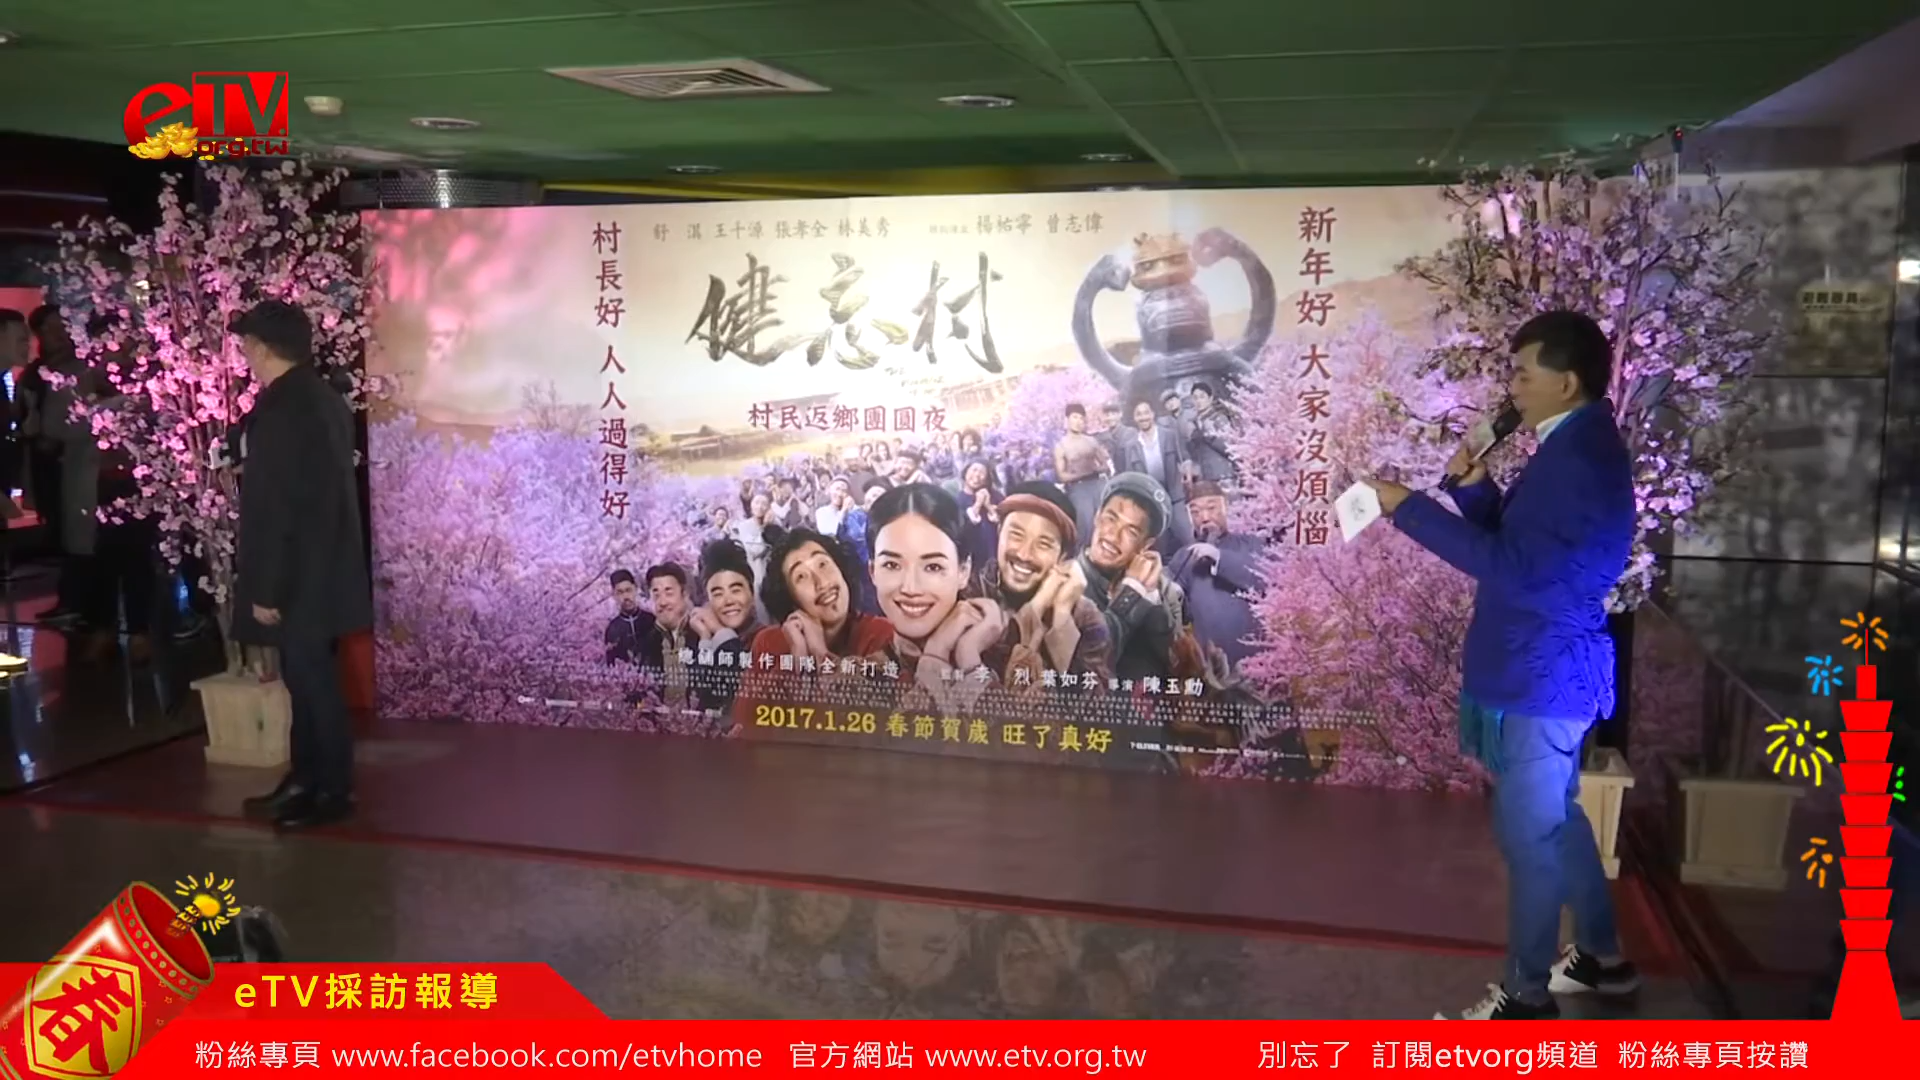 eTV
.org.tw
舒淇 王千源 張孝全 林美秀 楊祐寧 曾志偉
健忘村
村民返鄉團圓夜
村長好 人人過得好
新年好 大家沒煩惱
總舖師製作團隊全新打造 監製 李烈 葉如芬 導演 陳玉勳
2017.1.26 春節賀歲 旺了真好
春
eTV採訪報導
粉絲專頁 www.facebook.com/etvhome 官方網站 www.etv.org.tw 別忘了 訂閱etvorg頻道 粉絲專頁按讚